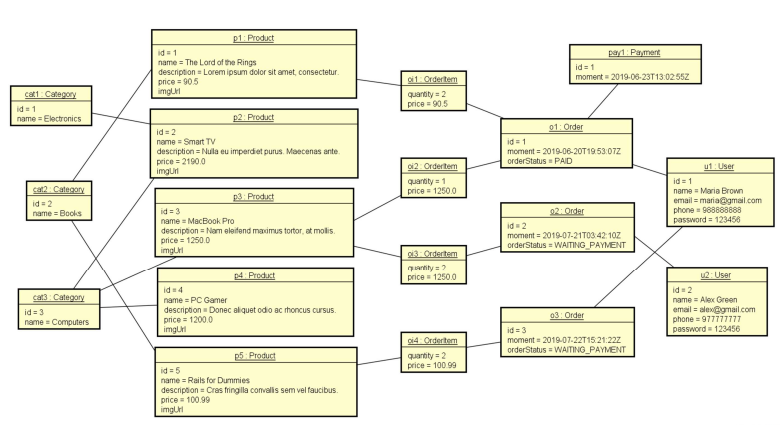 p1 : Product
id = 1
name = The Lord of the Rings
description = Lorem ipsum dolor sit amet, consectetur.
price = 90.5
imgUrl
pay1 : Payment
id = 1
moment = 2019-06-23T13:02:55Z
oi1 : OrderItem
quantity = 2
price = 90.5
cat1 : Category
id = 1
name = Electronics
p2 : Product
id = 2
name = Smart TV
description = Nulla eu imperdiet purus. Maecenas ante.
price = 2190.0
imgUrl
o1 : Order
id = 1
moment = 2019-06-20T19:53:07Z
orderStatus = PAID
oi2 : OrderItem
quantity = 1
price = 1250.0
u1 : User
id = 1
name = Maria Brown
email = maria@gmail.com
phone = 988888888
password = 123456
cat2 : Category
id = 2
name = Books
p3 : Product
id = 3
name = MacBook Pro
description = Nam eleifend maximus tortor, at mollis.
price = 1250.0
imgUrl
o2 : Order
id = 2
moment = 2019-07-21T03:42:10Z
orderStatus = WAITING_PAYMENT
oi3 : OrderItem
quantity = 2
price = 1250.0
p4 : Product
id = 4
name = PC Gamer
description = Donec aliquet odio ac rhoncus cursus.
price = 1200.0
imgUrl
u2 : User
id = 2
name = Alex Green
email = alex@gmail.com
phone = 977777777
password = 123456
cat3 : Category
id = 3
name = Computers
o3 : Order
id = 3
moment = 2019-07-22T15:21:22Z
orderStatus = WAITING_PAYMENT
oi4 : OrderItem
quantity = 2
price = 100.99
p5 : Product
id = 5
name = Rails for Dummies
description = Cras fringilla convallis sem vel faucibus.
price = 100.99
imgUrl